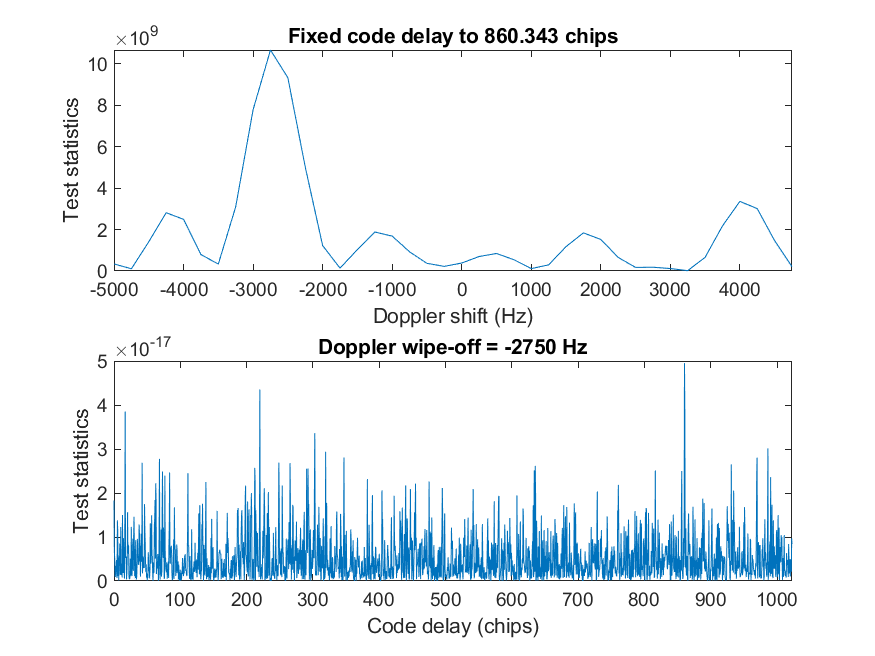 ×10^9
Fixed code delay to 860.343 chips
10
8
6
4
2
0
Test statistics
-5000 -4000 -3000 -2000 -1000 0 1000 2000 3000 4000
Doppler shift (Hz)
×10^-17
Doppler wipe-off = -2750 Hz
5
4
3
2
1
0
Test statistics
0 100 200 300 400 500 600 700 800 900 1000
Code delay (chips)